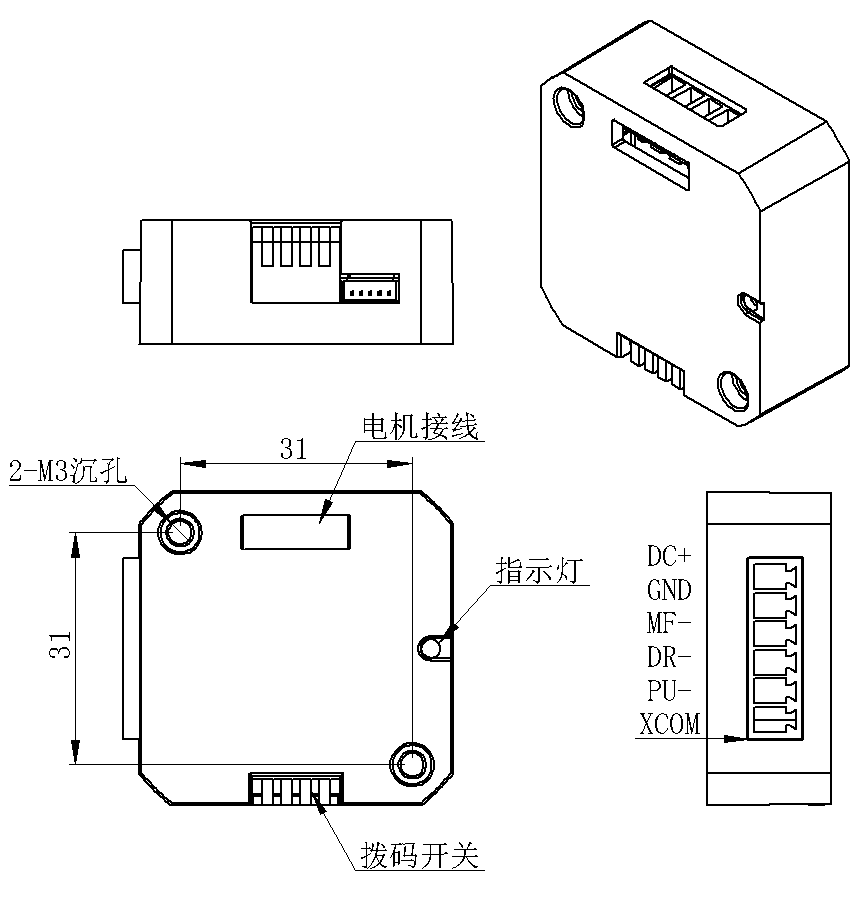 电机接线
31
2-M3沉孔
指示灯
31
DC+
GND
MF-
DR-
PU-
XCOM
拨码开关